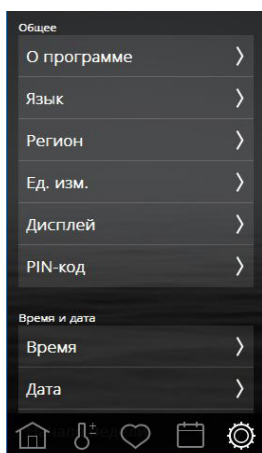 Общее
О программе
Язык
Регион
Ед. изм.
Дисплей
PIN-код
Время и дата
Время
Дата